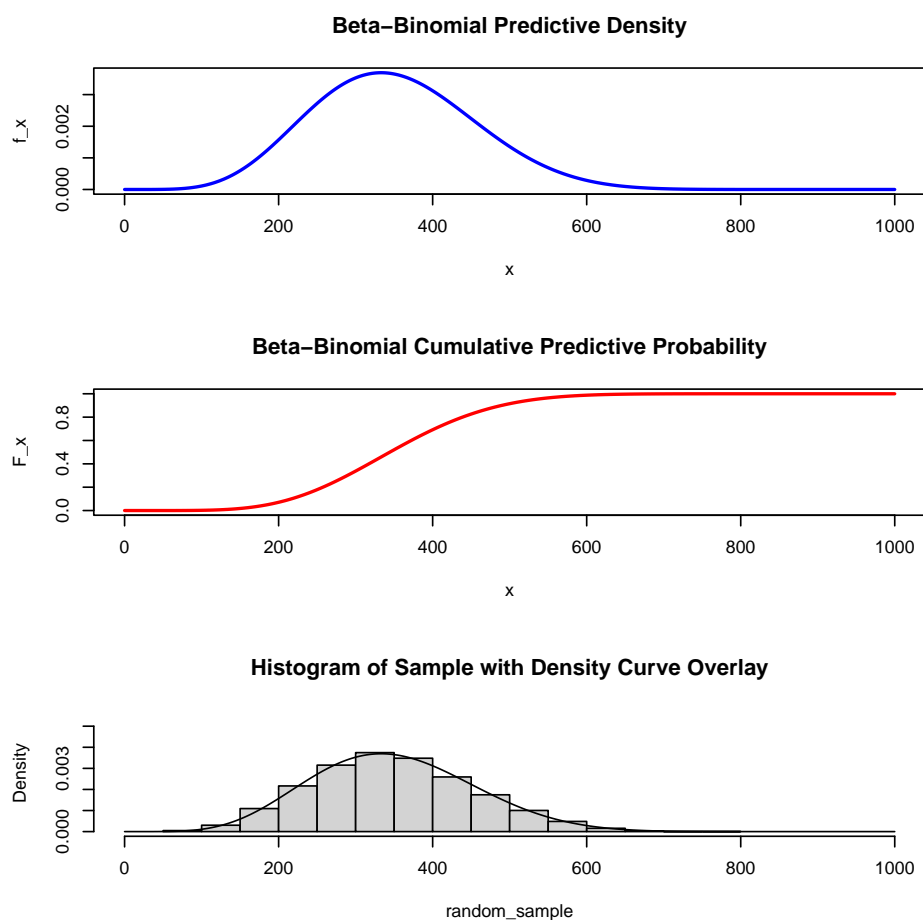 Beta−Binomial Predictive Density
f_x
0.002
0.000
0 200 400 600 800 1000
x
Beta−Binomial Cumulative Predictive Probability
F_x
0.8
0.4
0.0
0 200 400 600 800 1000
x
Histogram of Sample with Density Curve Overlay
Density
0.003
0.000
0 200 400 600 800 1000
random_sample